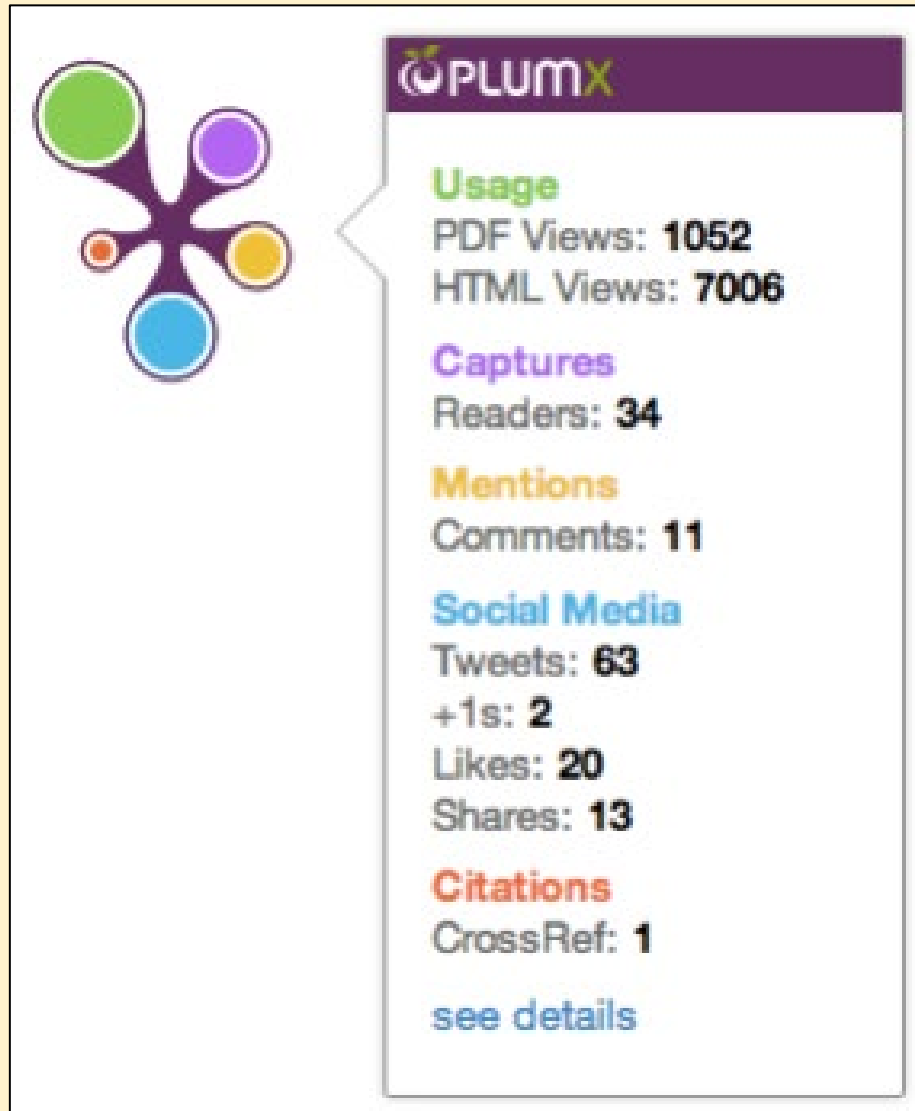 PLUMX
Usage
PDF Views: 1052
HTML Views: 7006
Captures
Readers: 34
Mentions
Comments: 11
Social Media
Tweets: 63
+1s: 2
Likes: 20
Shares: 13
Citations
CrossRef: 1
see details